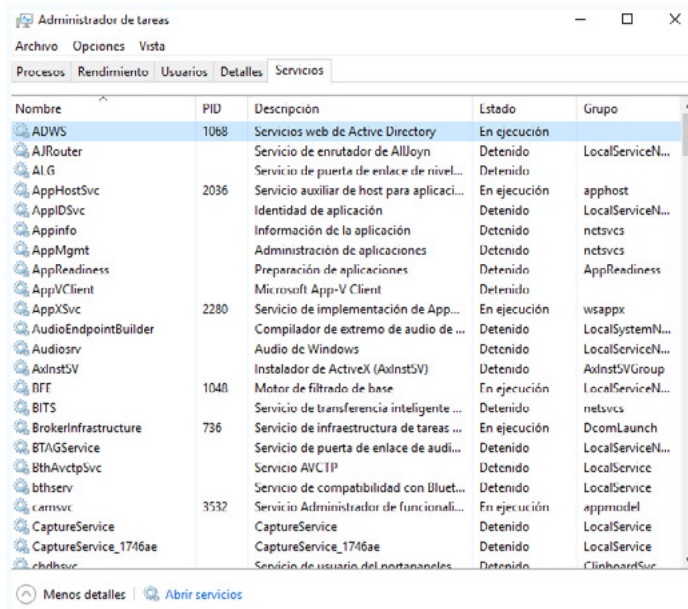 Administrador de tareas
Archivo Opciones Vista
Procesos Rendimiento Usuarios Detalles Servicios
Nombre PID Descripción Estado Grupo
ADWS 1068 Servicios web de Active Directory En ejecución
AJRouter Servicio de enrutador de AllJoyn Detenido LocalServiceN...
ALG Servicio de puerta de enlace de nivel... Detenido
AppHostSvc 2036 Servicio auxiliar de host para aplicaci... En ejecución apphost
AppIDSvc Identidad de aplicación Detenido LocalServiceN...
Appinfo Información de la aplicación Detenido netsvcs
AppMgmt Administración de aplicaciones Detenido netsvcs
AppReadiness Preparación de aplicaciones Detenido AppReadiness
AppVClient Microsoft App-V Client Detenido
AppXSvc 2280 Servicio de implementación de App... En ejecución wsappx
AudioEndpointBuilder Compilador de extremo de audio de ... Detenido LocalSystemN...
Audiosrv Audio de Windows Detenido LocalServiceN...
AxInstSV Instalador de ActiveX (AxInstSV) Detenido AxInstSVGroup
BFE 1048 Motor de filtrado de base En ejecución LocalServiceN...
BITS Servicio de transferencia inteligente ... Detenido netsvcs
BrokerInfrastructure 736 Servicio de infraestructura de tareas ... En ejecución DcomLaunch
BTAGService Servicio de puerta de enlace de audi... Detenido LocalServiceN...
BthAvctpSvc Servicio AVCTP Detenido LocalService
bthserv Servicio de compatibilidad con Bluet... Detenido LocalService
camsvc 3532 Servicio Administrador de funcionali... En ejecución appmodel
CaptureService CaptureService Detenido LocalService
CaptureService_1746ae CaptureService_1746ae Detenido LocalService
cbdhsvc Servicio de usuario del portapapeles Detenido ClipboardSvc
Menos detalles Abrir servicios